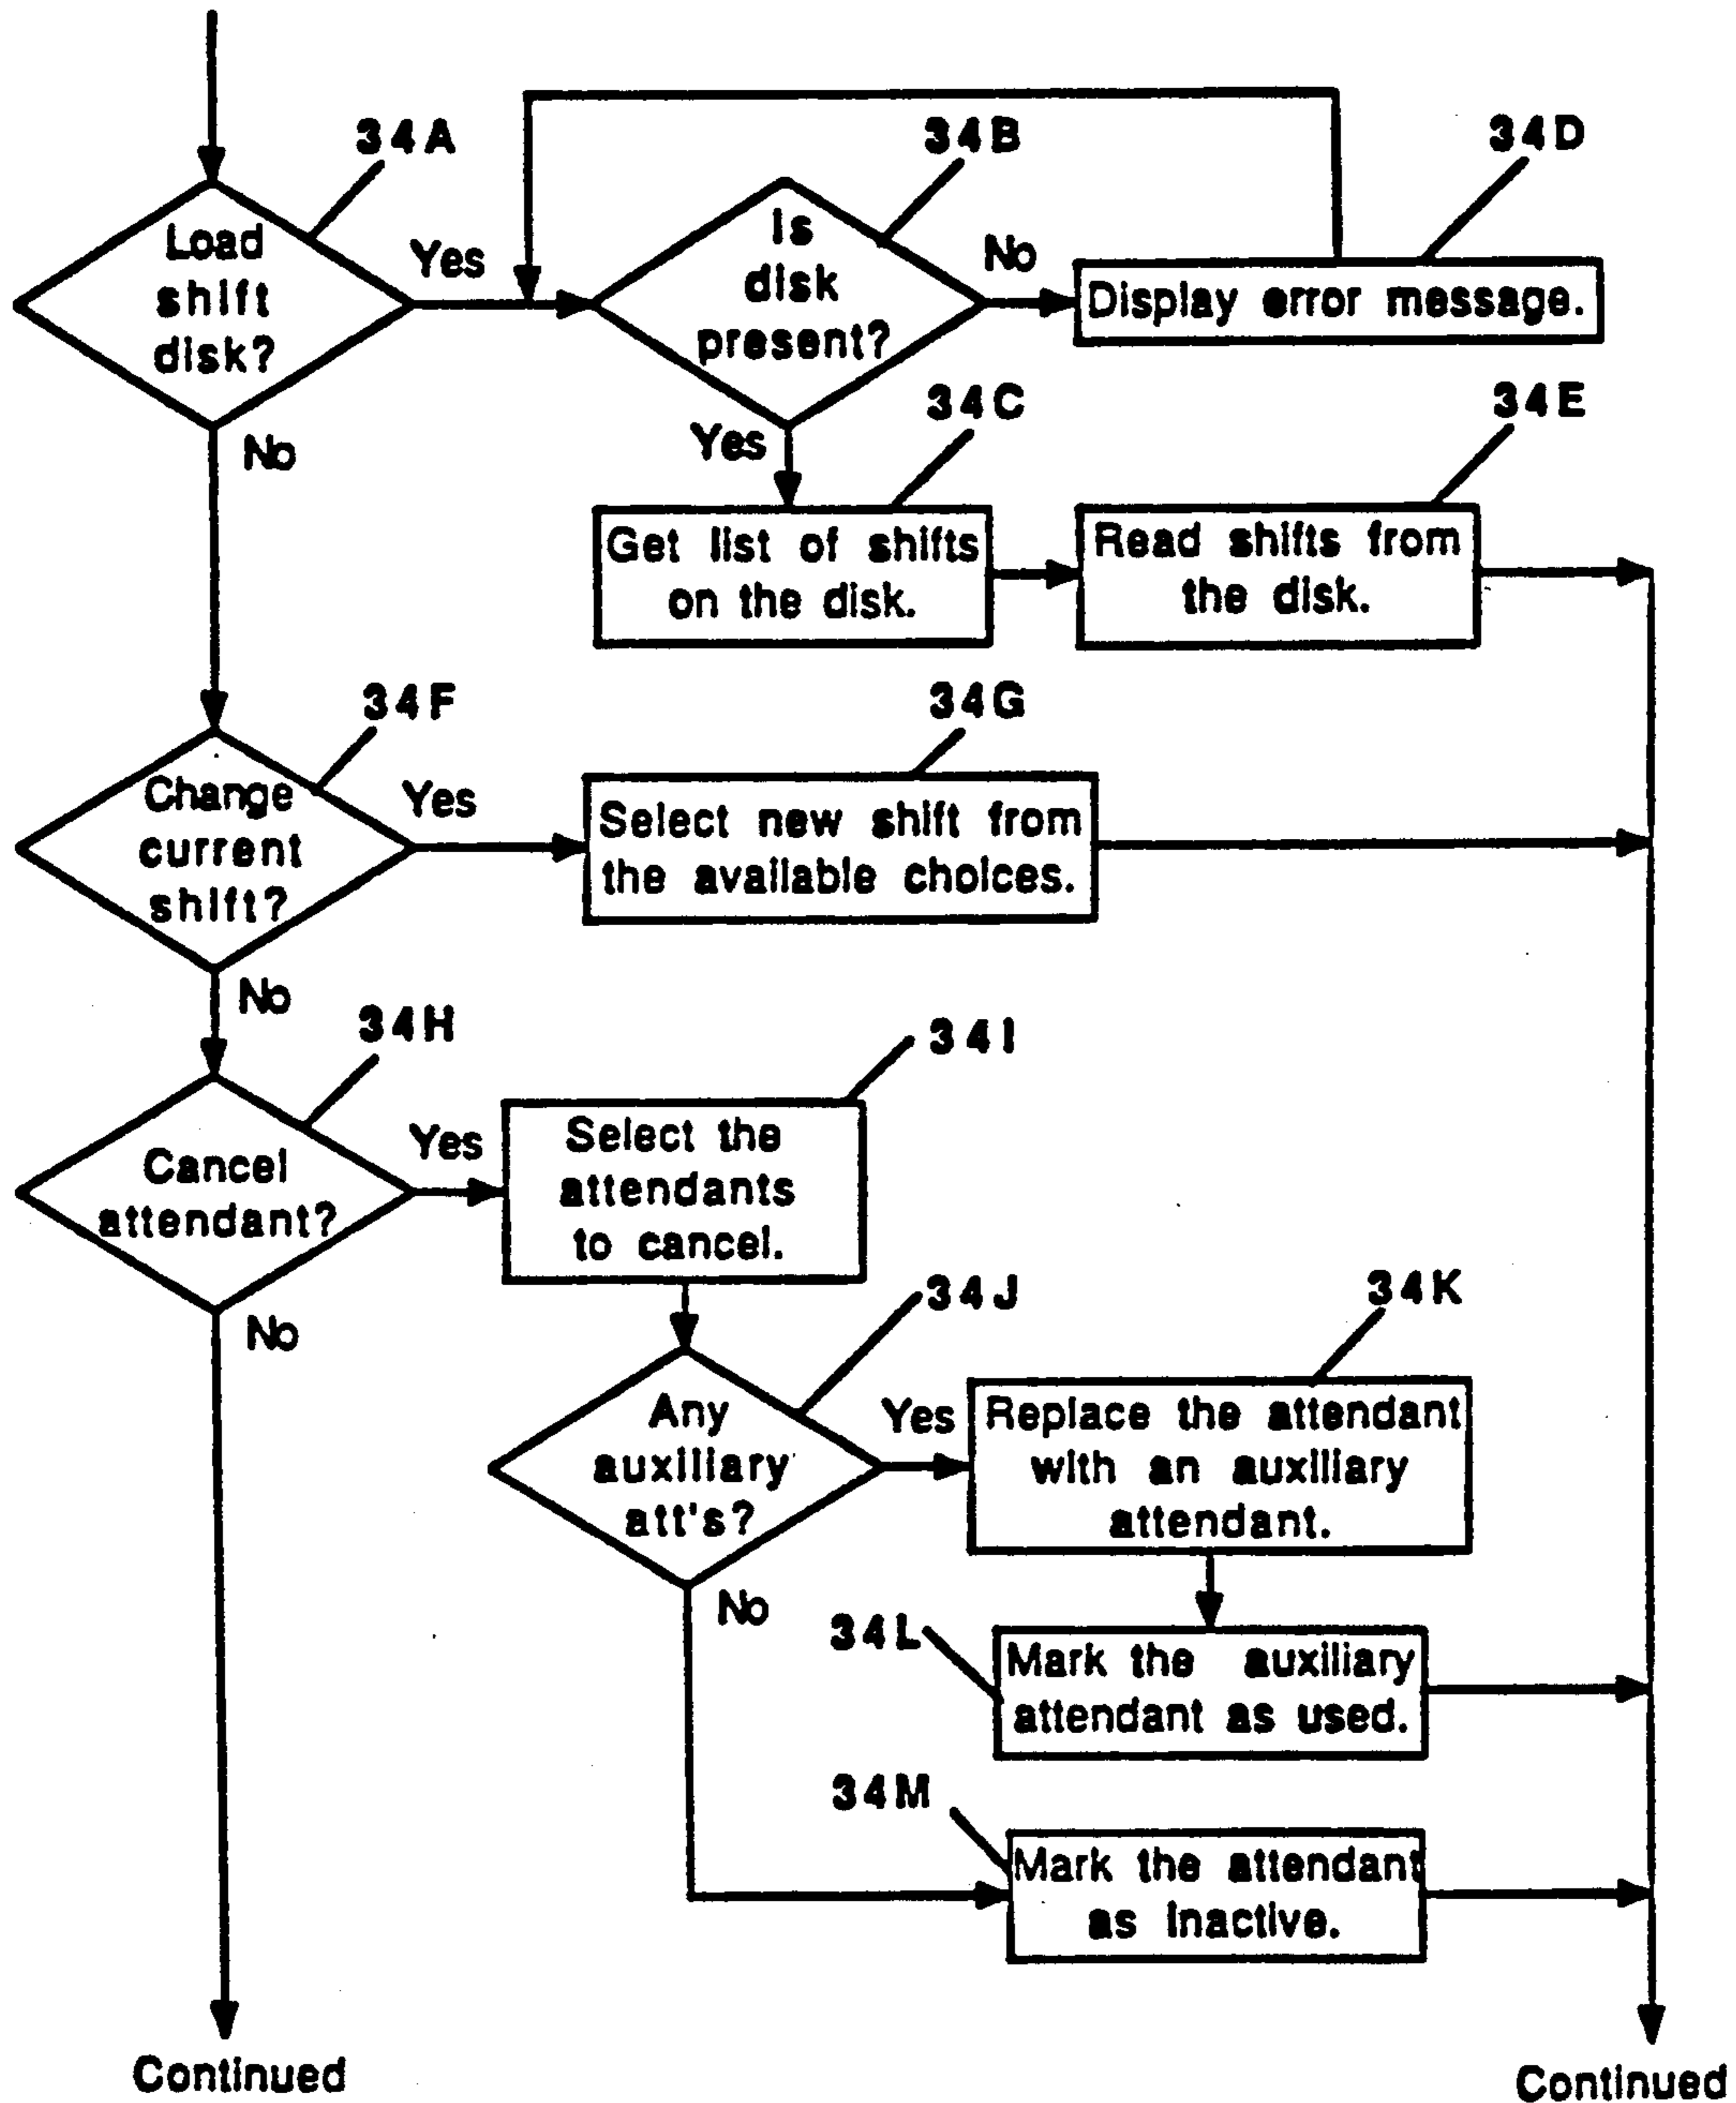 34A
34B
34D
Load
shift
disk?
Yes
Is
disk
present?
No
Display error message.
No
Yes
34C
34E
Get list of shifts
on the disk.
Read shifts from
the disk.
34F
34G
Change
current
shift?
Yes
Select new shift from
the available choices.
No
34H
34I
Cancel
attendant?
Yes
Select the
attendants
to cancel.
No
34J
34K
Any
auxiliary
att's?
Yes
Replace the attendant
with an auxiliary
attendant.
No
34L
Mark the auxiliary
attendant as used.
34M
Mark the attendant
as inactive.
Continued
Continued